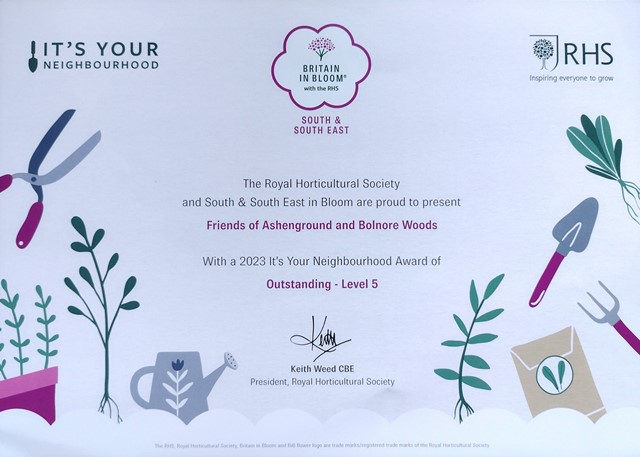 IT'S YOUR
NEIGHBOURHOOD
BRITAIN
IN BLOOM®
with the RHS
SOUTH &
SOUTH EAST
RHS
Inspiring everyone to grow
The Royal Horticultural Society
and South & South East in Bloom are proud to present
Friends of Ashenground and Bolnore Woods
With a 2023 It's Your Neighbourhood Award of
Outstanding - Level 5
Keith
Keith Weed CBE
President, Royal Horticultural Society
The RHS, Royal Horticultural Society, Britain in Bloom and BIB flower logo are trade marks/registered trade marks of the Royal Horticultural Society